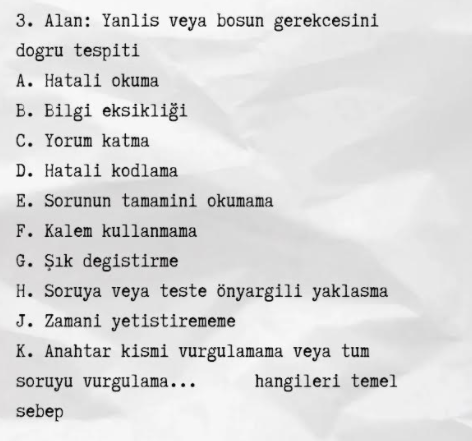 3. Alan: Yanlis veya bosun gerekcesini
dogru tespiti
A. Hatali okuma
B. Bilgi eksikliği
C. Yorum katma
D. Hatali kodlama
E. Sorunun tamamini okumama
F. Kalem kullanmama
G. Şık degistirme
H. Soruya veya teste önyargili yaklasma
J. Zamani yetistirememe
K. Anahtar kismi vurgulamama veya tum
soruyu vurgulama... hangileri temel
sebep